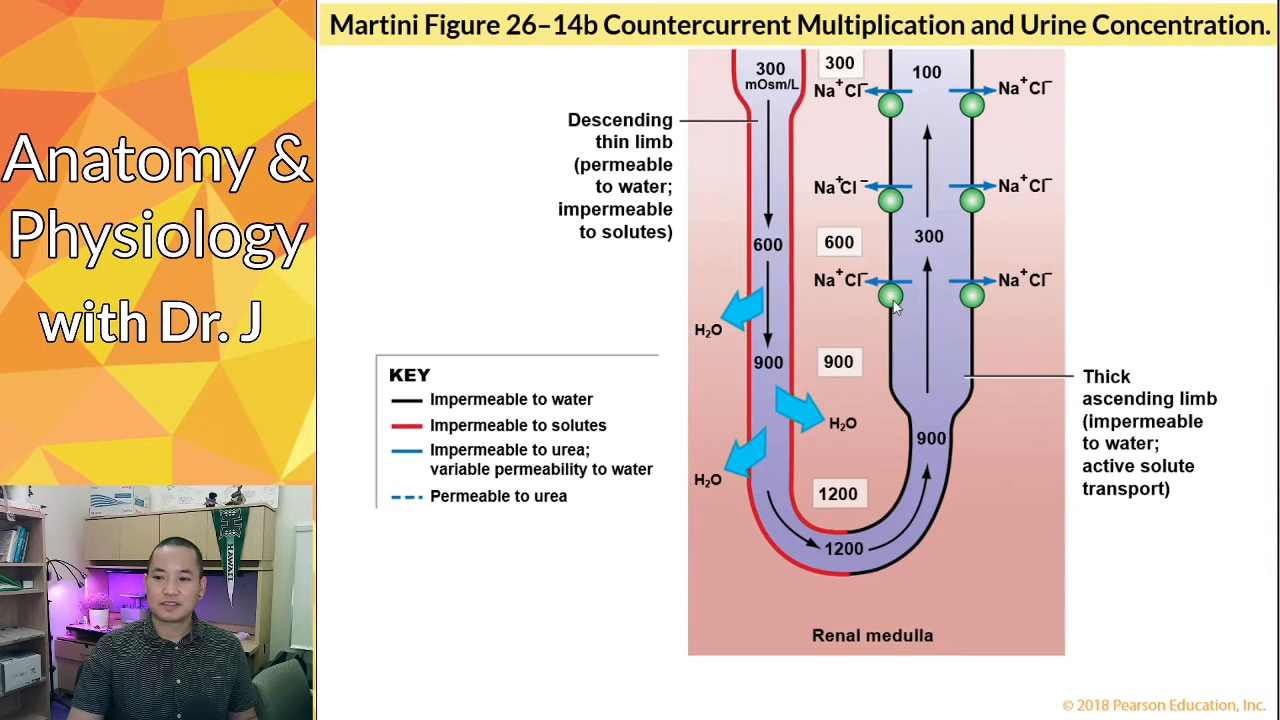 Martini Figure 26–14b Countercurrent Multiplication and Urine Concentration.
Anatomy &
Physiology
with Dr. J
300
mOsm/L
300
100
Na⁺Cl⁻
Na⁺Cl⁻
Descending
thin limb
(permeable
to water;
impermeable
to solutes)
Na⁺Cl⁻
Na⁺Cl⁻
600
600
300
Na⁺Cl⁻
Na⁺Cl⁻
H₂O
900
900
KEY
Impermeable to water
Impermeable to solutes
Impermeable to urea;
variable permeability to water
Permeable to urea
H₂O
H₂O
900
1200
1200
Thick
ascending limb
(impermeable
to water;
active solute
transport)
HAWAII
Renal medulla
© 2018 Pearson Education, Inc.